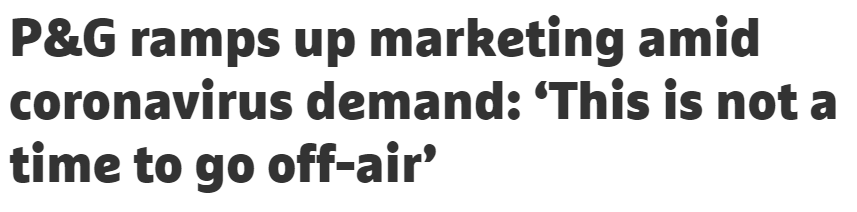 P&G ramps up marketing amid
coronavirus demand: ‘This is not a
time to go off-air’